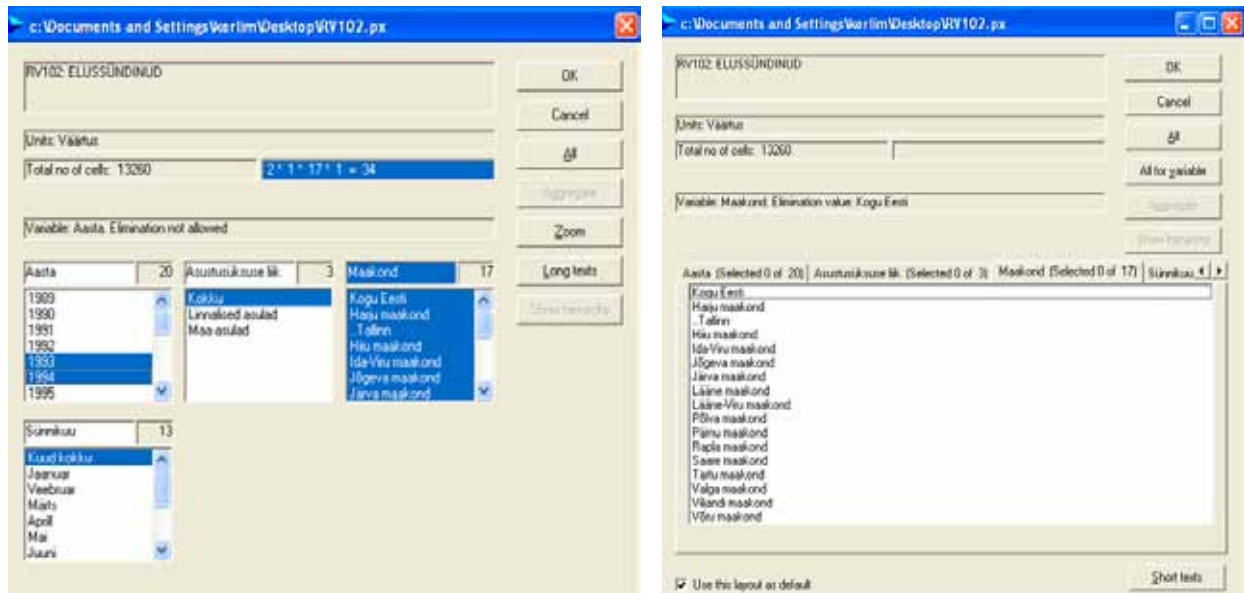 c:\Documents and Settings\kerlim\Desktop\RV102.px
RV102: ELUSSÜNDINUD
OK
Cancel
Units: Väärtus
All
Total no of cells: 13260
2 * 1 * 17 * 1 = 34
Aggregate
Variable: Aasta. Elimination not allowed
Zoom
Aasta 20
Asustusüksuse liik. 3
Maakond 17
Long texts
1989
1990
1991
1992
1993
1994
1995
Kokku
Linnalised asulad
Maa-asulad
Kogu Eesti
Harju maakond
..Tallinn
Hiiu maakond
Ida-Viru maakond
Jõgeva maakond
Järva maakond
Show hierarchy
Sünnikuu 13
Kuud kokku
Jaanuar
Veebruar
Märts
Aprill
Mai
Juuni
c:\Documents and Settings\kerlim\Desktop\RV102.px
RV102: ELUSSÜNDINUD
OK
Cancel
Units: Väärtus
All
Total no of cells: 13260
All for variable
Variable: Maakond. Elimination value: Kogu Eesti
Aggregate
Show hierarchy
Aasta (Selected 0 of 20) Asustusüksuse liik. (Selected 0 of 3) Maakond (Selected 0 of 17) Sünnikuu
Kogu Eesti
Harju maakond
..Tallinn
Hiiu maakond
Ida-Viru maakond
Jõgeva maakond
Järva maakond
Lääne maakond
Lääne-Viru maakond
Põlva maakond
Pärnu maakond
Rapla maakond
Saare maakond
Tartu maakond
Valga maakond
Viljandi maakond
Võru maakond
Use this layout as default
Short texts